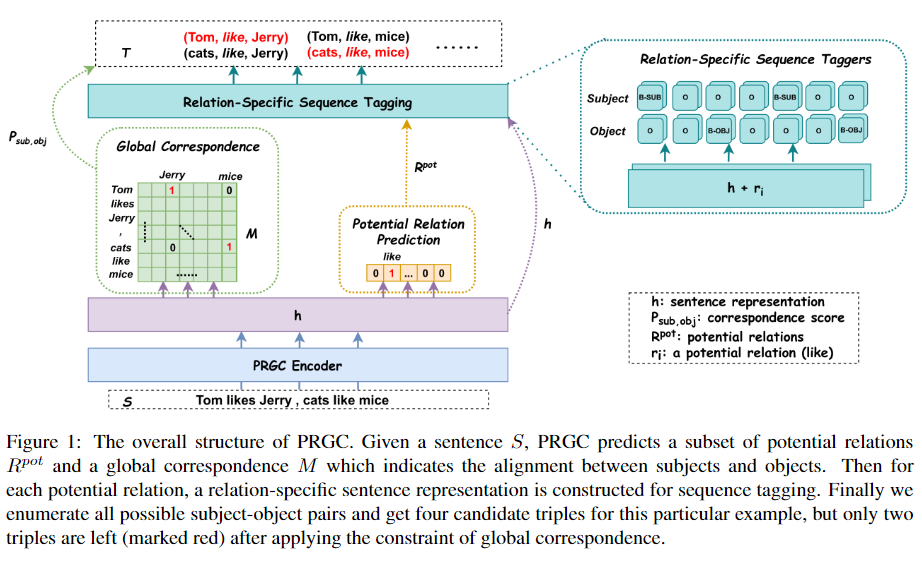 T
(Tom, like, Jerry) (Tom, like, mice)
(cats, like, Jerry) (cats, like, mice) ......
Relation-Specific Sequence Tagging
P_sub,obj
Global Correspondence
Jerry mice
Tom 1 0
likes
Jerry
,
cats 0 1
like
mice ......
M
R^pot
Potential Relation
Prediction
like
0 1 ... 0 0
h
h
PRGC Encoder
S Tom likes Jerry , cats like mice
Relation-Specific Sequence Taggers
Subject B-SUB O O O B-SUB O O
Object O O B-OBJ O O O B-OBJ
h + r_i
h: sentence representation
P_sub,obj: correspondence score
R^pot: potential relations
r_i: a potential relation (like)
Figure 1: The overall structure of PRGC. Given a sentence S, PRGC predicts a subset of potential relations
R^pot and a global correspondence M which indicates the alignment between subjects and objects. Then for
each potential relation, a relation-specific sentence representation is constructed for sequence tagging. Finally we
enumerate all possible subject-object pairs and get four candidate triples for this particular example, but only two
triples are left (marked red) after applying the constraint of global correspondence.